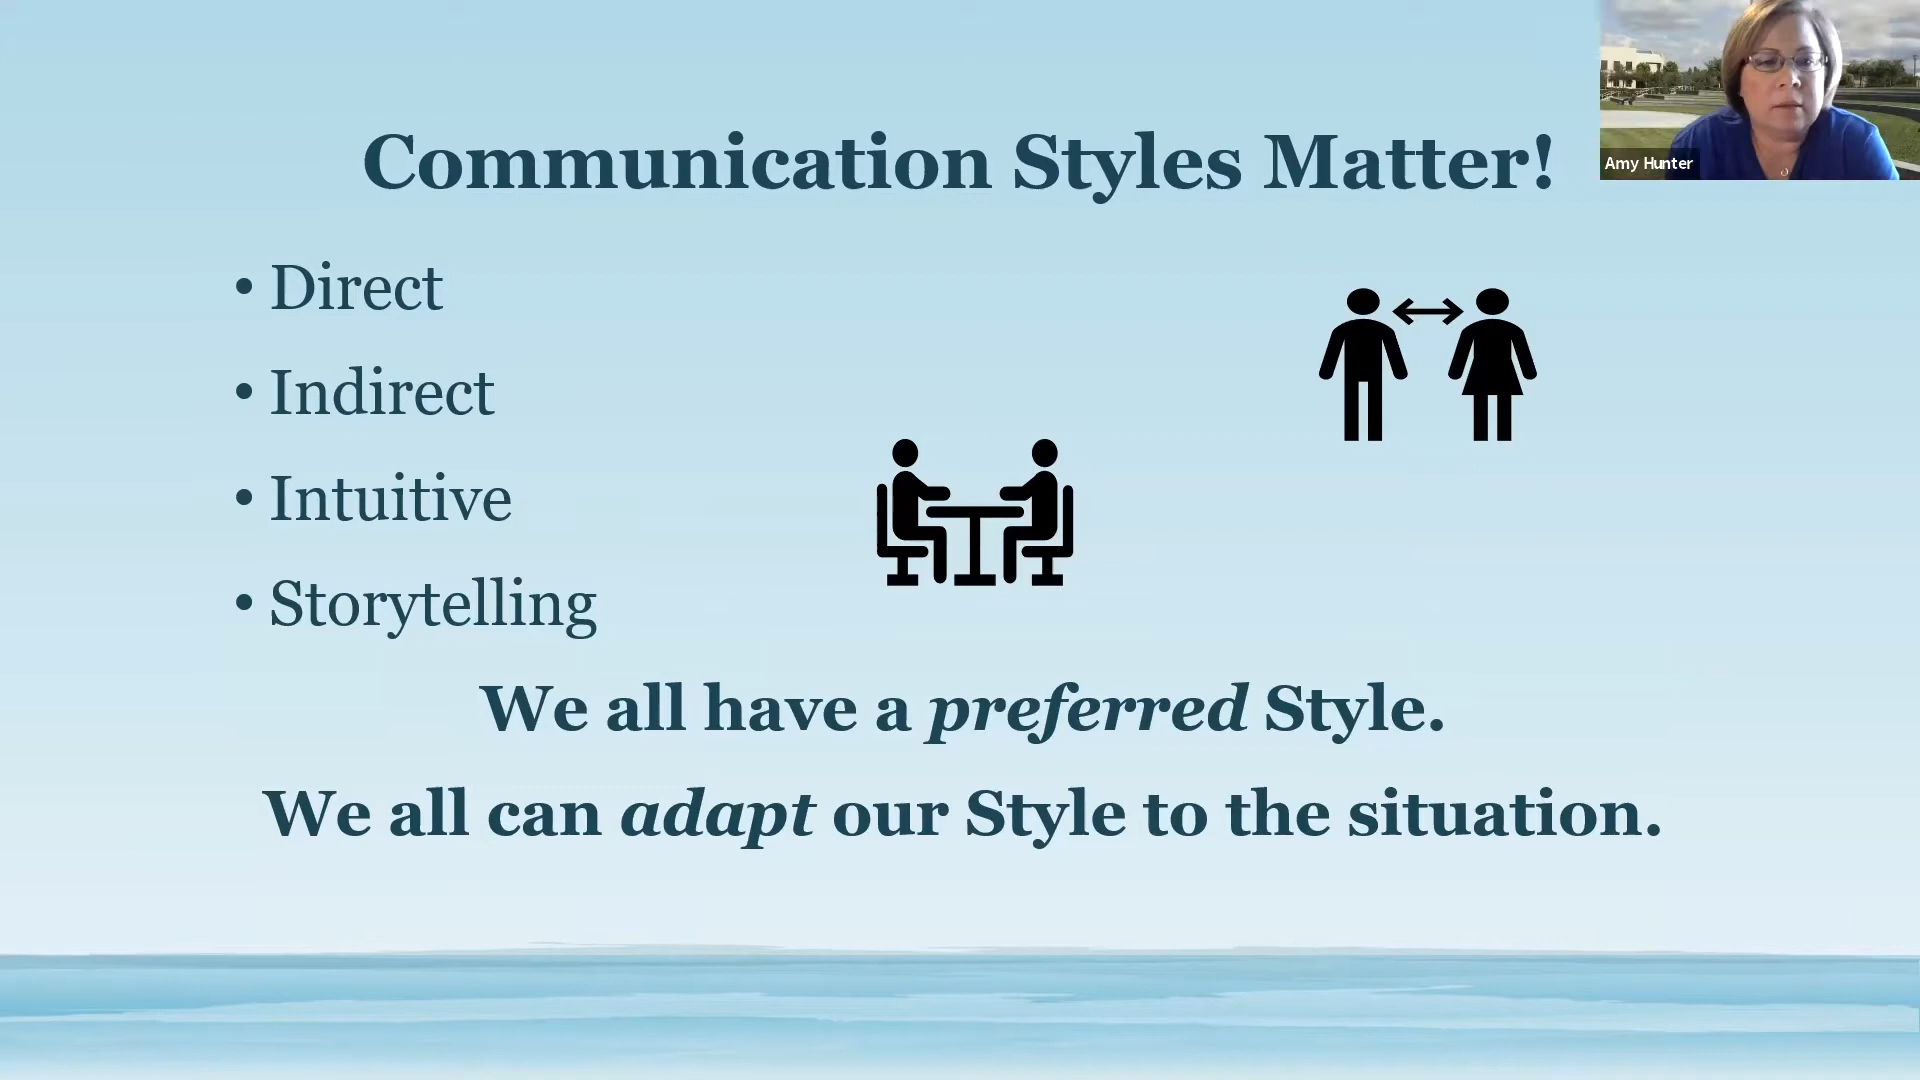 Communication Styles Matter!
• Direct
• Indirect
• Intuitive
• Storytelling
We all have a preferred Style.
We all can adapt our Style to the situation.
Amy Hunter